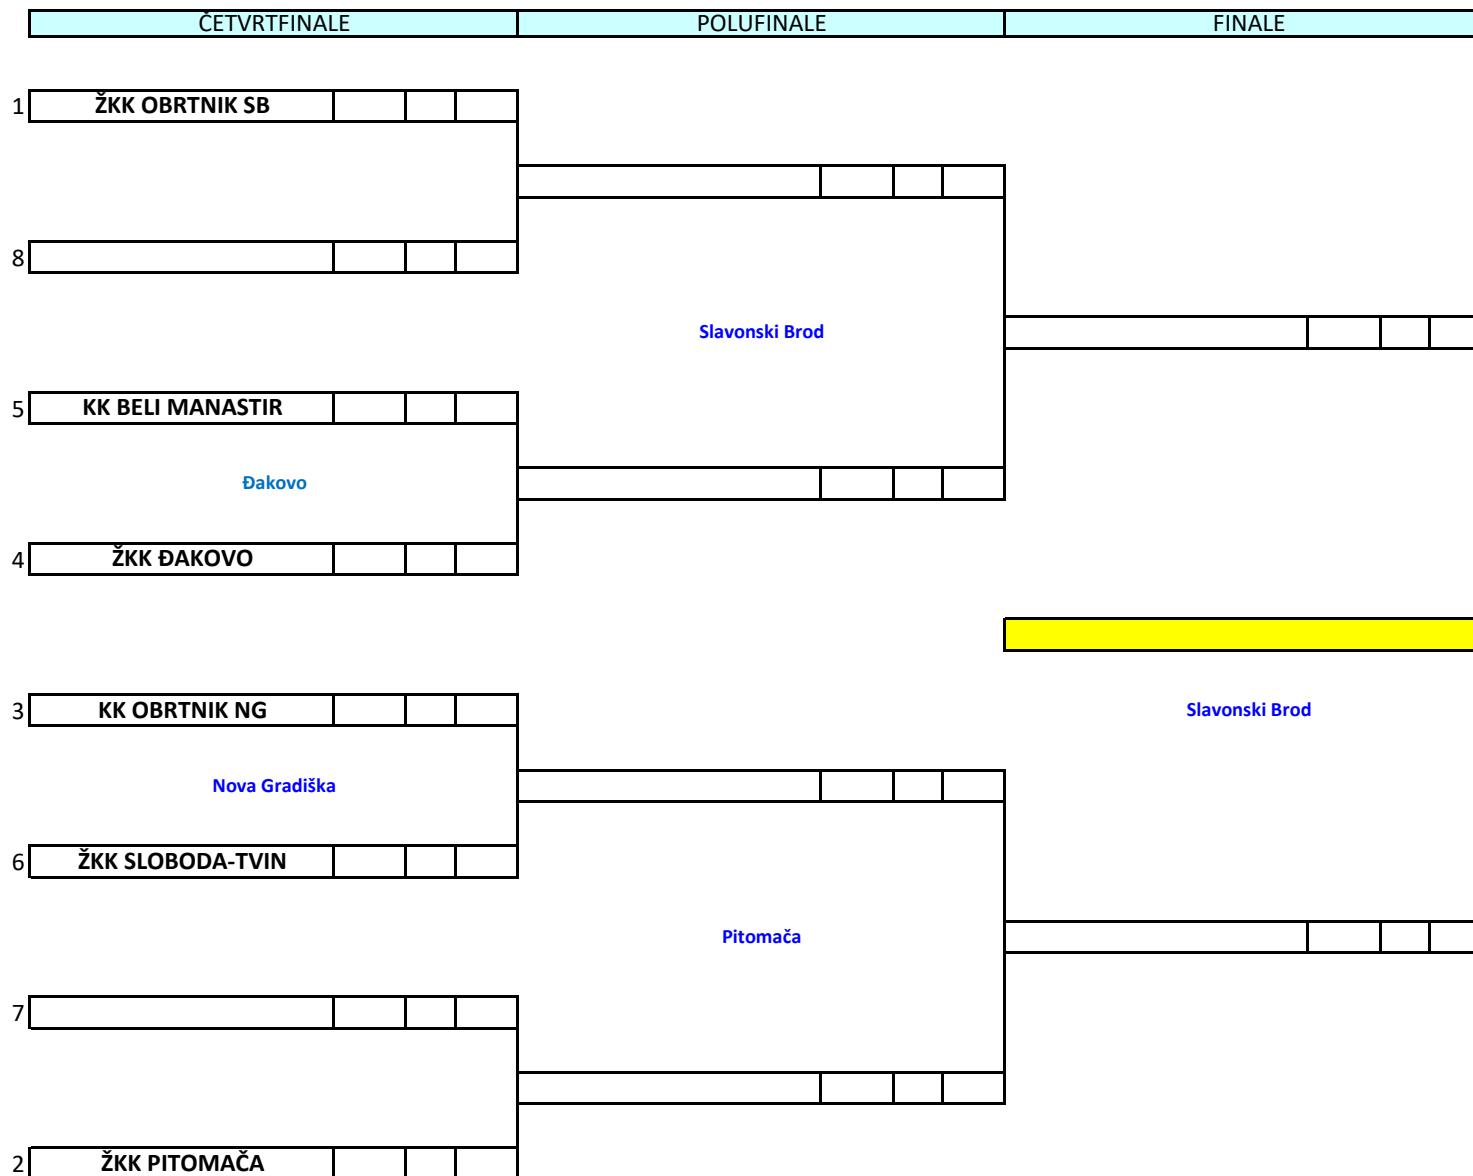 ČETVRTFINALE POLUFINALE FINALE
1 ŽKK OBRTNIK SB
8
Slavonski Brod
5 KK BELI MANASTIR
Đakovo
4 ŽKK ĐAKOVO
3 KK OBRTNIK NG
Slavonski Brod
Nova Gradiška
6 ŽKK SLOBODA-TVIN
Pitomača
7
2 ŽKK PITOMAČA